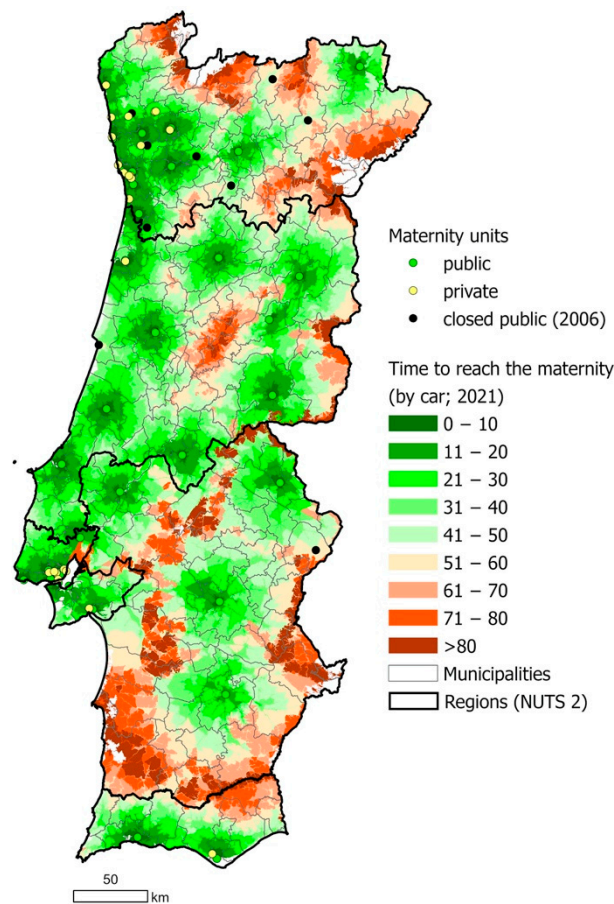 Maternity units
public
private
closed public (2006)
Time to reach the maternity
(by car; 2021)
0 – 10
11 – 20
21 – 30
31 – 40
41 – 50
51 – 60
61 – 70
71 – 80
>80
Municipalities
Regions (NUTS 2)
50
km